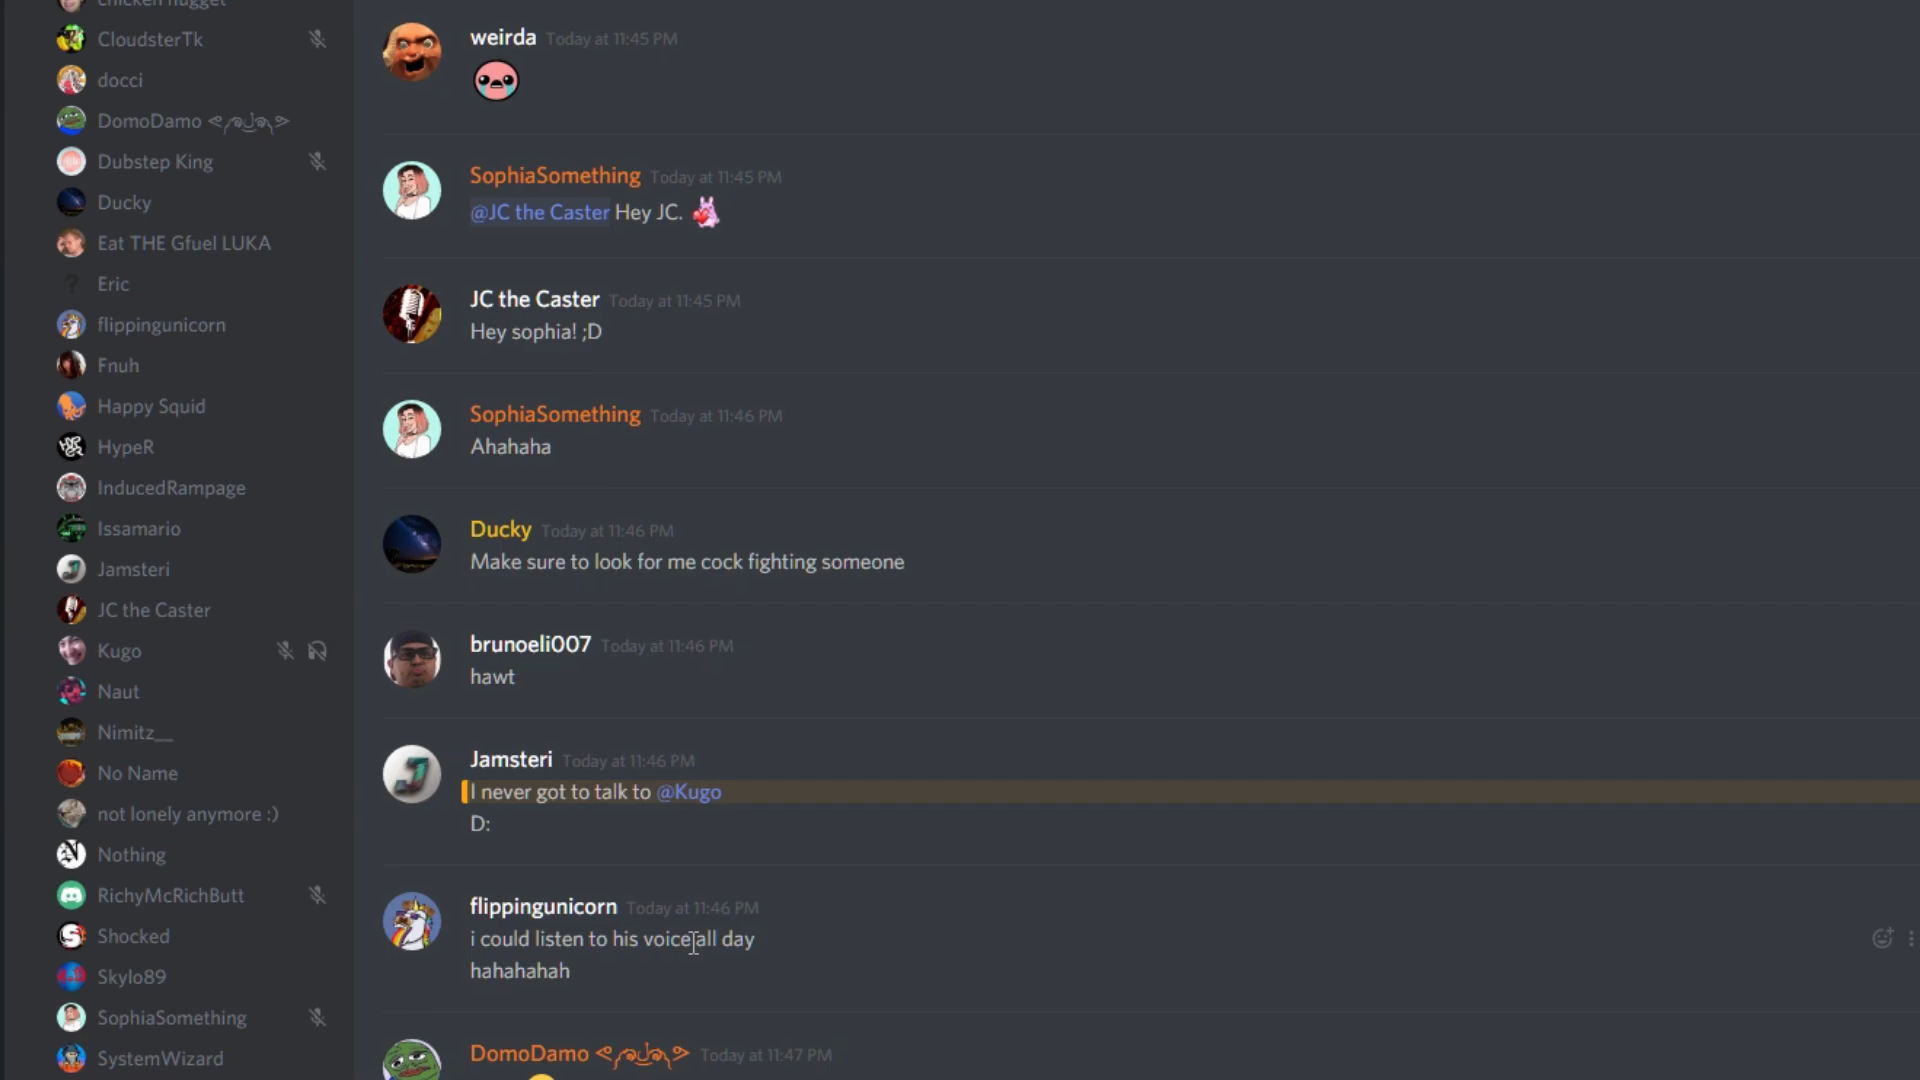 chicken nugget
CloudsterTk
docci
DomoDamo
Dubstep King
Ducky
Eat THE Gfuel LUKA
Eric
flippingunicorn
Fnuh
Happy Squid
HypeR
InducedRampage
Issamario
Jamsteri
JC the Caster
Kugo
Naut
Nimitz__
No Name
not lonely anymore :)
Nothing
RichyMcRichButt
Shocked
Skylo89
SophiaSomething
SystemWizard
weirda Today at 11:45 PM
SophiaSomething Today at 11:45 PM
@JC the Caster Hey JC.
JC the Caster Today at 11:45 PM
Hey sophia! ;D
SophiaSomething Today at 11:46 PM
Ahahaha
Ducky Today at 11:46 PM
Make sure to look for me cock fighting someone
brunoeli007 Today at 11:46 PM
hawt
Jamsteri Today at 11:46 PM
I never got to talk to @Kugo
D:
flippingunicorn Today at 11:46 PM
i could listen to his voice all day
hahahahah
DomoDamo Today at 11:47 PM